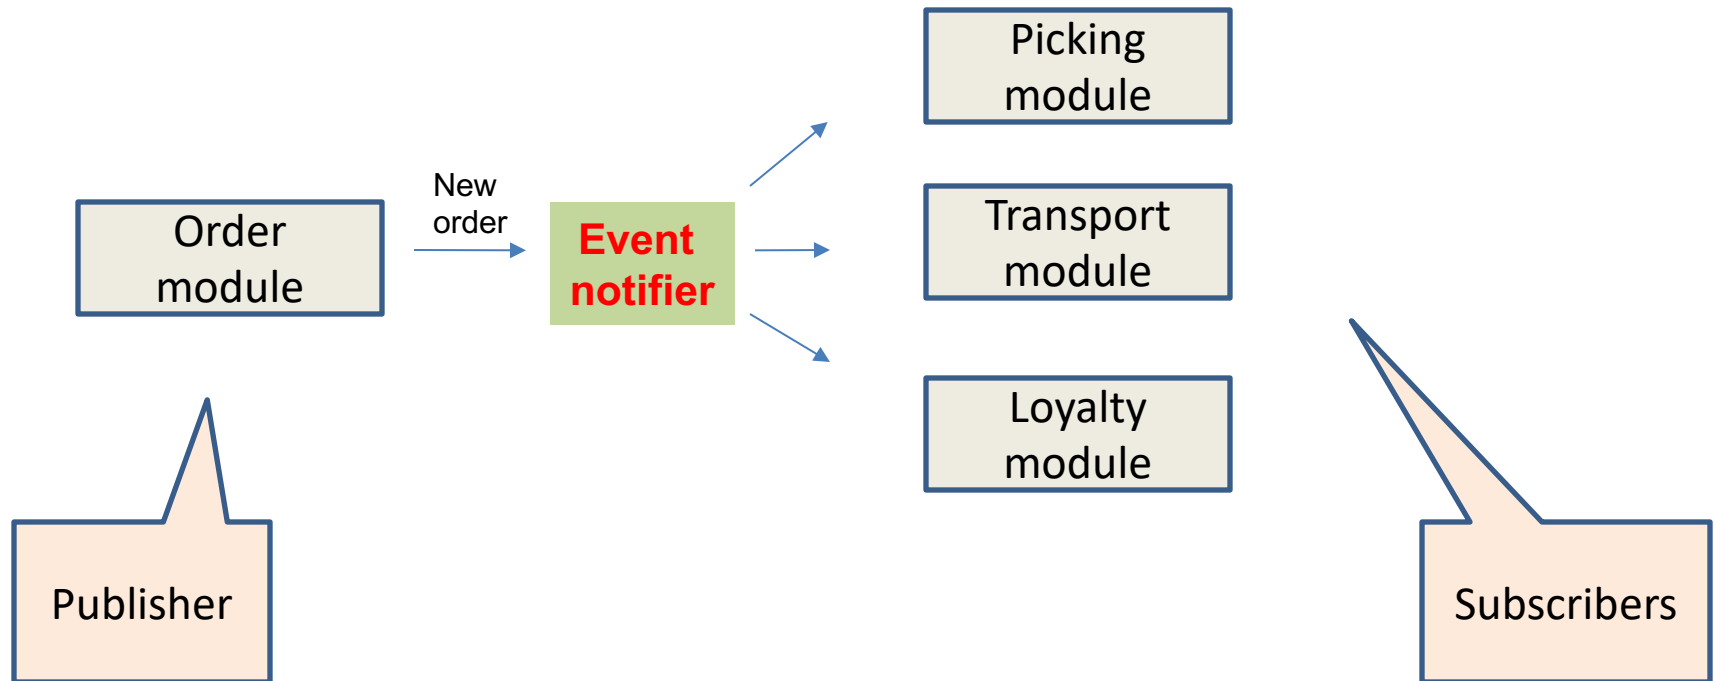 Picking
module
New
order
Order
module
Event
notifier
Transport
module
Loyalty
module
Publisher
Subscribers